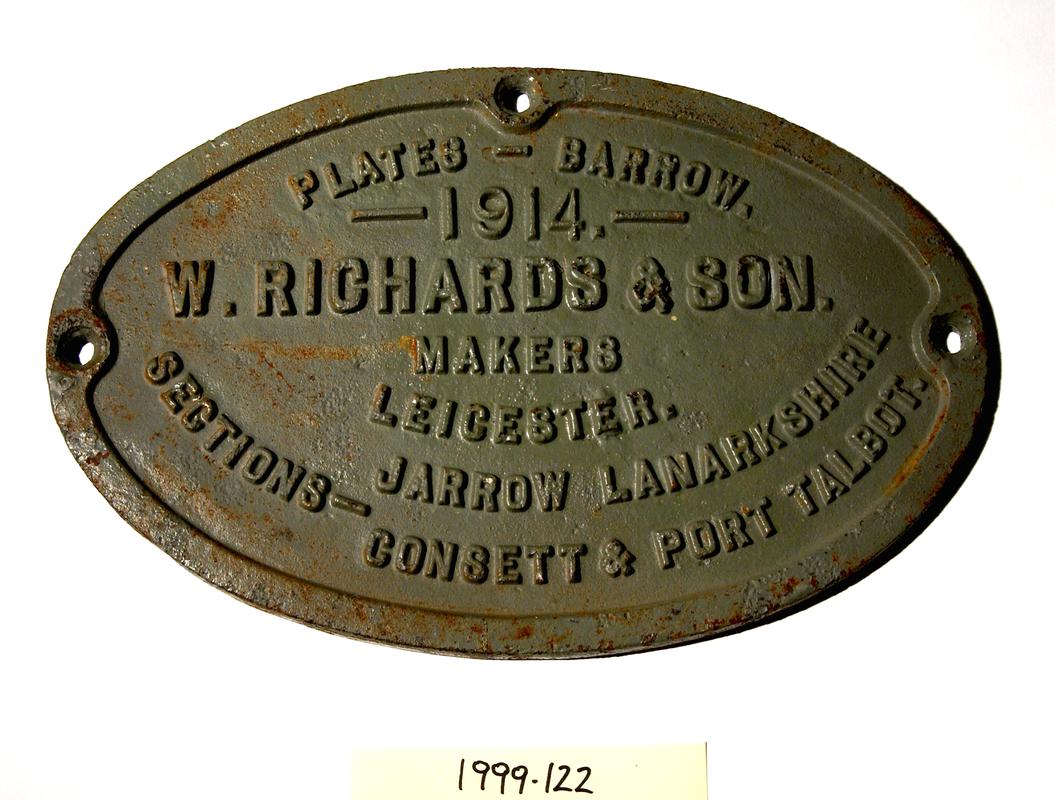 PLATES — BARROW.
— 1914. —
W. RICHARDS & SON.
MAKERS
LEICESTER.
SECTIONS — JARROW LANARKSHIRE
CONSETT & PORT TALBOT.
1999.122